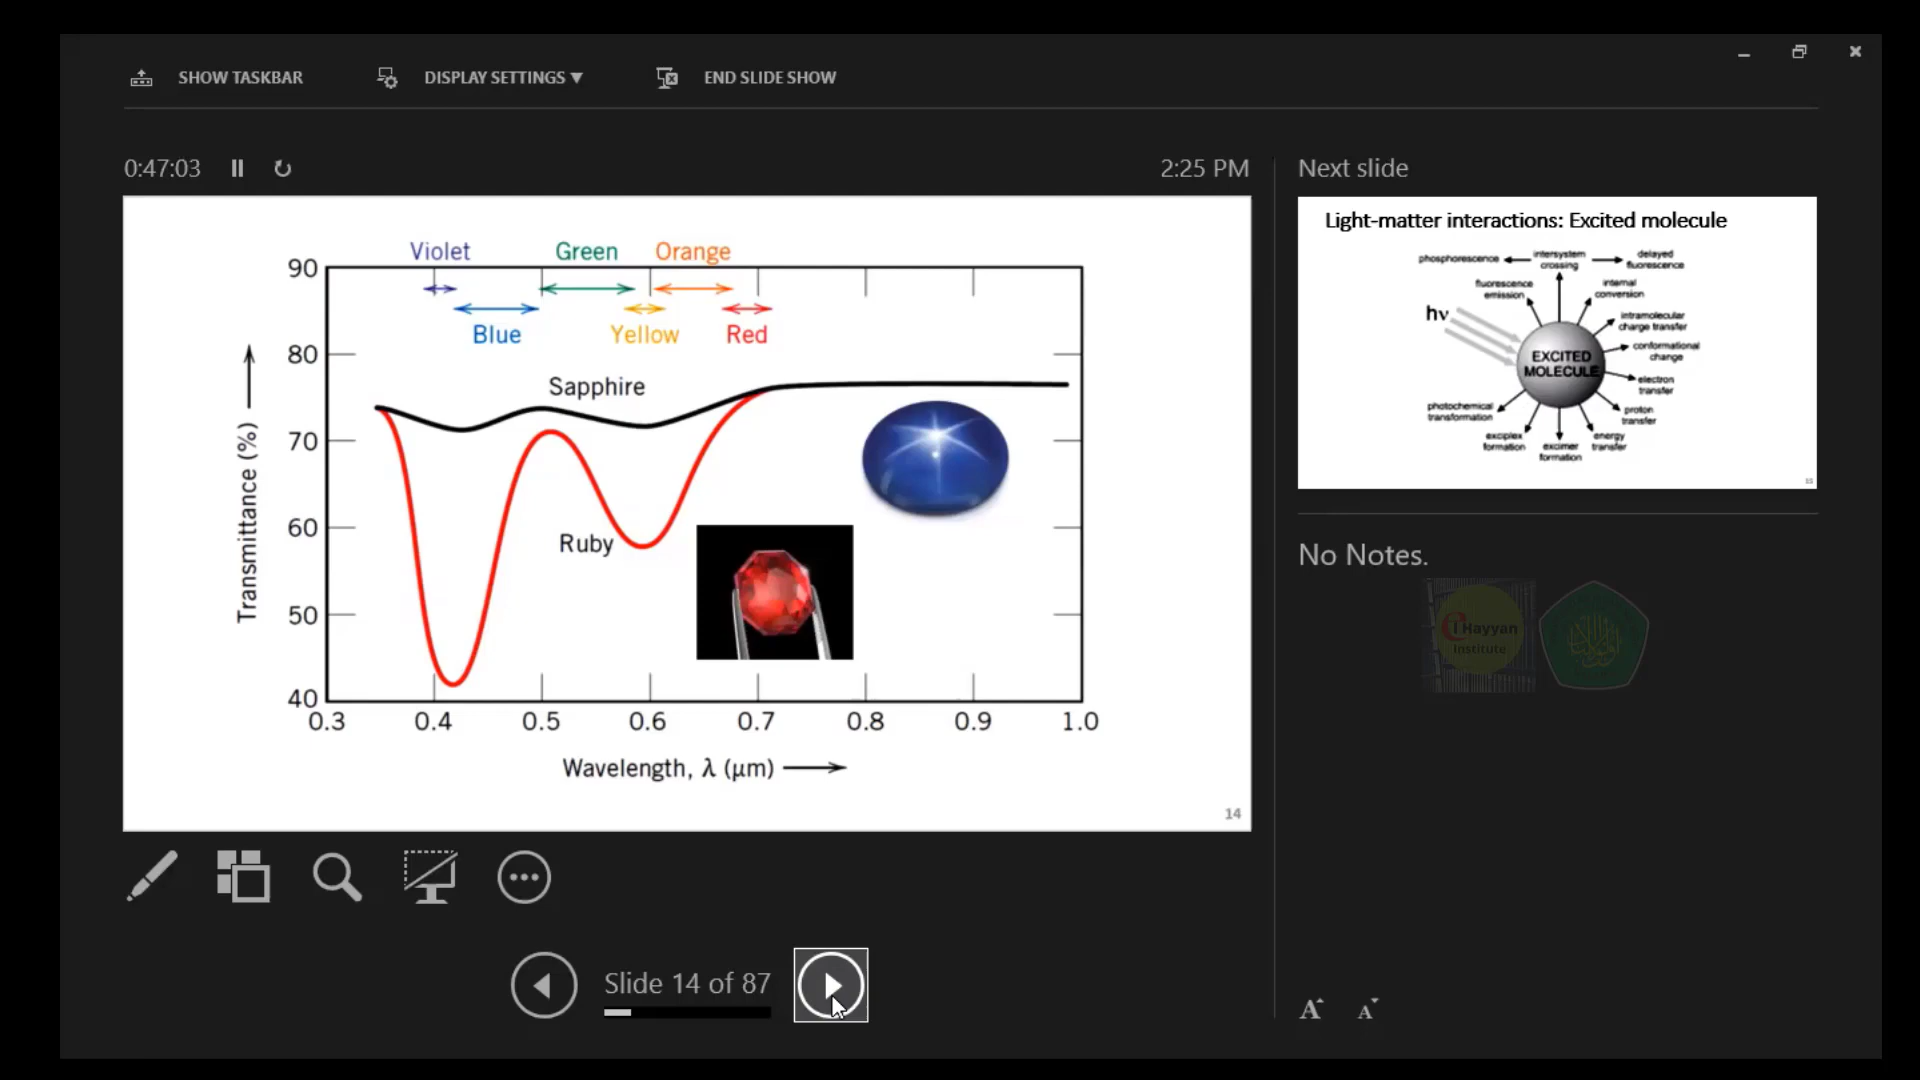 SHOW TASKBAR
DISPLAY SETTINGS ▼
END SLIDE SHOW
0:47:03
2:25 PM
Violet
Green
Orange
Blue
Yellow
Red
90
80
70
60
50
40
Transmittance (%)
Sapphire
Ruby
0.3 0.4 0.5 0.6 0.7 0.8 0.9 1.0
Wavelength, λ (μm)
14
Slide 14 of 87
Next slide
Light-matter interactions: Excited molecule
phosphorescence
intersystem
crossing
delayed
fluorescence
fluorescence
emission
internal
conversion
hν
intramolecular
charge transfer
EXCITED
MOLECULE
conformational
change
electron
transfer
proton
transfer
photochemical
transformation
exciplex
formation
excimer
formation
energy
transfer
No Notes.
Hayyan
Institute
A A